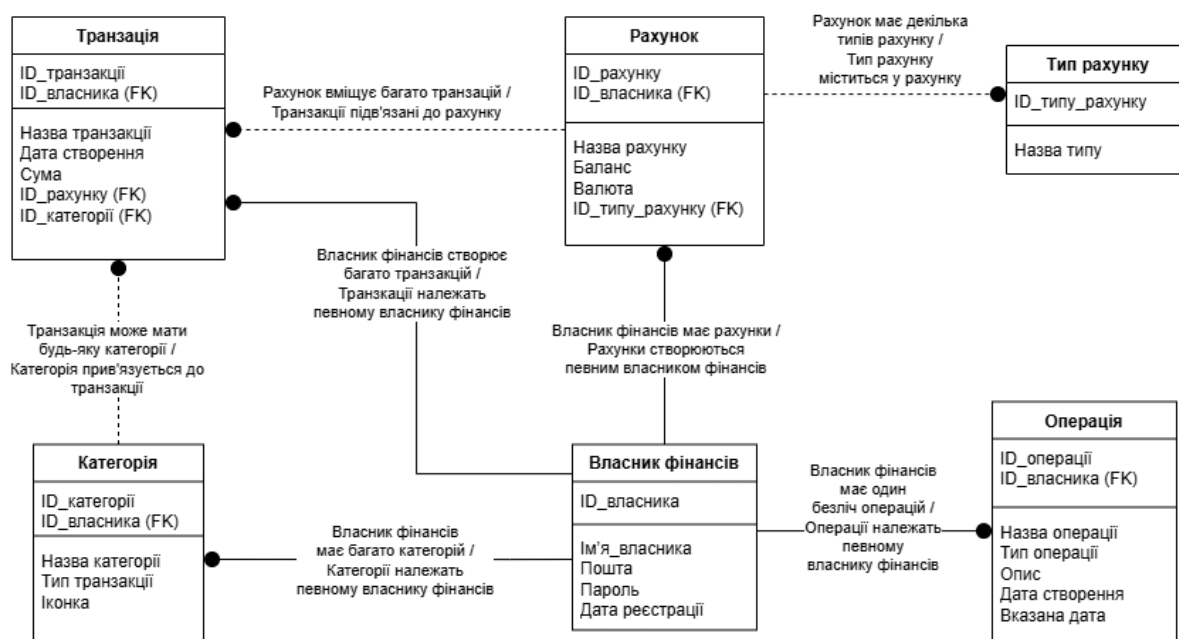 Транзація
ID_транзакції
ID_власника (FK)
Назва транзакції
Дата створення
Сума
ID_рахунку (FK)
ID_категорії (FK)
Рахунок вміщує багато транзацій /
Транзакції підв'язані до рахунку
Рахунок
ID_рахунку
ID_власника (FK)
Назва рахунку
Баланс
Валюта
ID_типу_рахунку (FK)
Рахунок має декілька
типів рахунку /
Тип рахунку
міститься у рахунку
Тип рахунку
ID_типу_рахунку
Назва типу
Власник фінансів створює
багато транзакцій /
Транзкації належать
певному власнику фінансів
Транзакція може мати
будь-яку категорії /
Категорія прив'язується до
транзакції
Власник фінансів має рахунки /
Рахунки створюються
певним власником фінансів
Категорія
ID_категорії
ID_власника (FK)
Назва категорії
Тип транзакції
Іконка
Власник фінансів
має багато категорій /
Категорії належать
певному власнику фінансів
Власник фінансів
ID_власника
Ім'я_власника
Пошта
Пароль
Дата реєстрації
Власник фінансів
має один
безліч операцій /
Операції належать
певному
власнику фінансів
Операція
ID_операції
ID_власника (FK)
Назва операції
Тип операції
Опис
Дата створення
Вказана дата